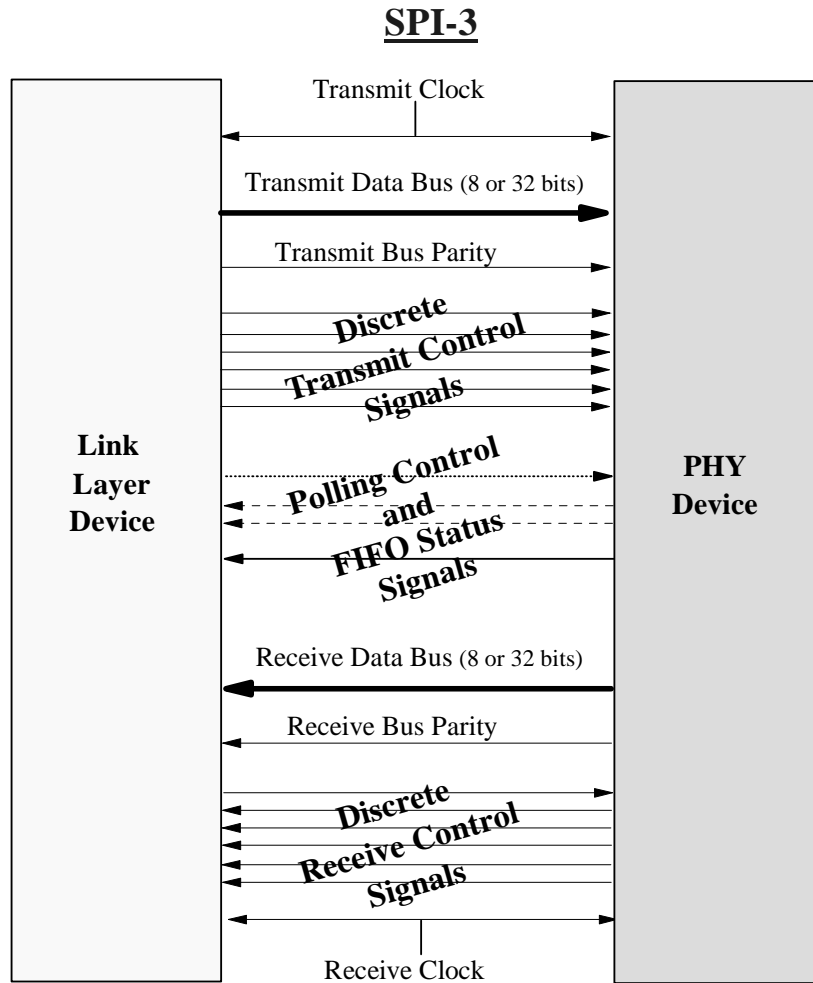 SPI-3
Transmit Clock
Transmit Data Bus (8 or 32 bits)
Transmit Bus Parity
Discrete
Transmit Control
Signals
Link
Layer
Device
Polling Control
and
FIFO Status
Signals
PHY
Device
Receive Data Bus (8 or 32 bits)
Receive Bus Parity
Discrete
Receive Control
Signals
Receive Clock